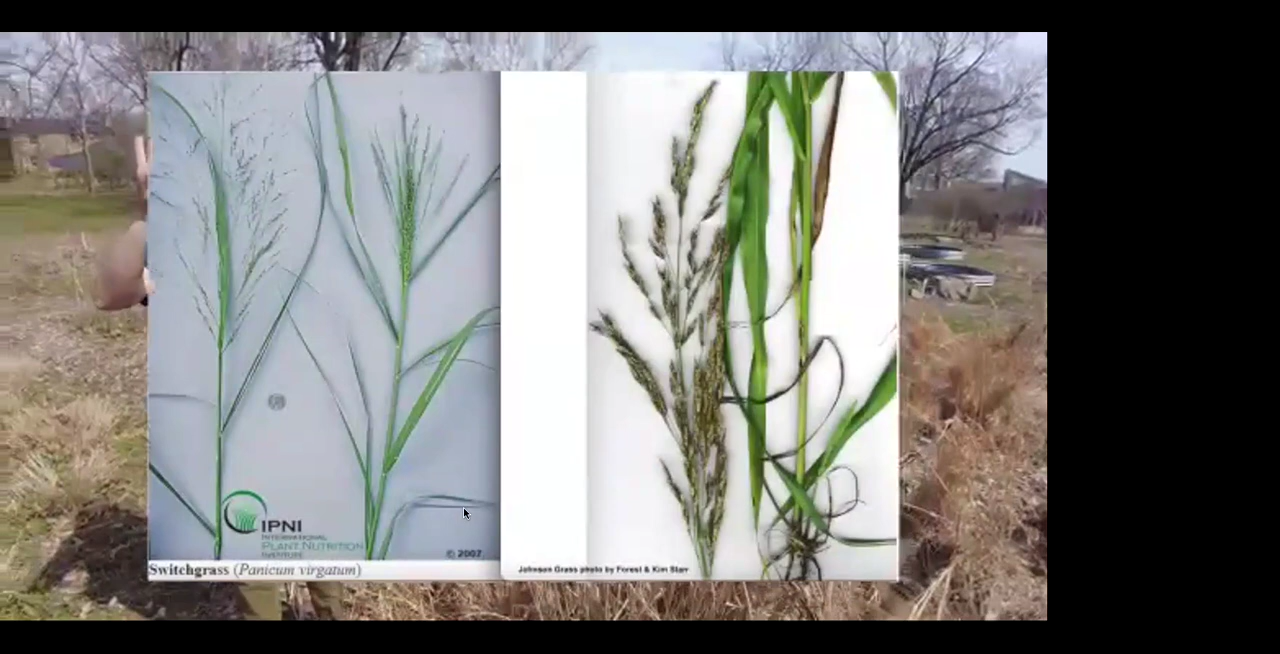 IPNI
INTERNATIONAL
PLANT NUTRITION
INSTITUTE
© 2007
Switchgrass (Panicum virgatum)
Johnson Grass photo by Forest & Kim Starr